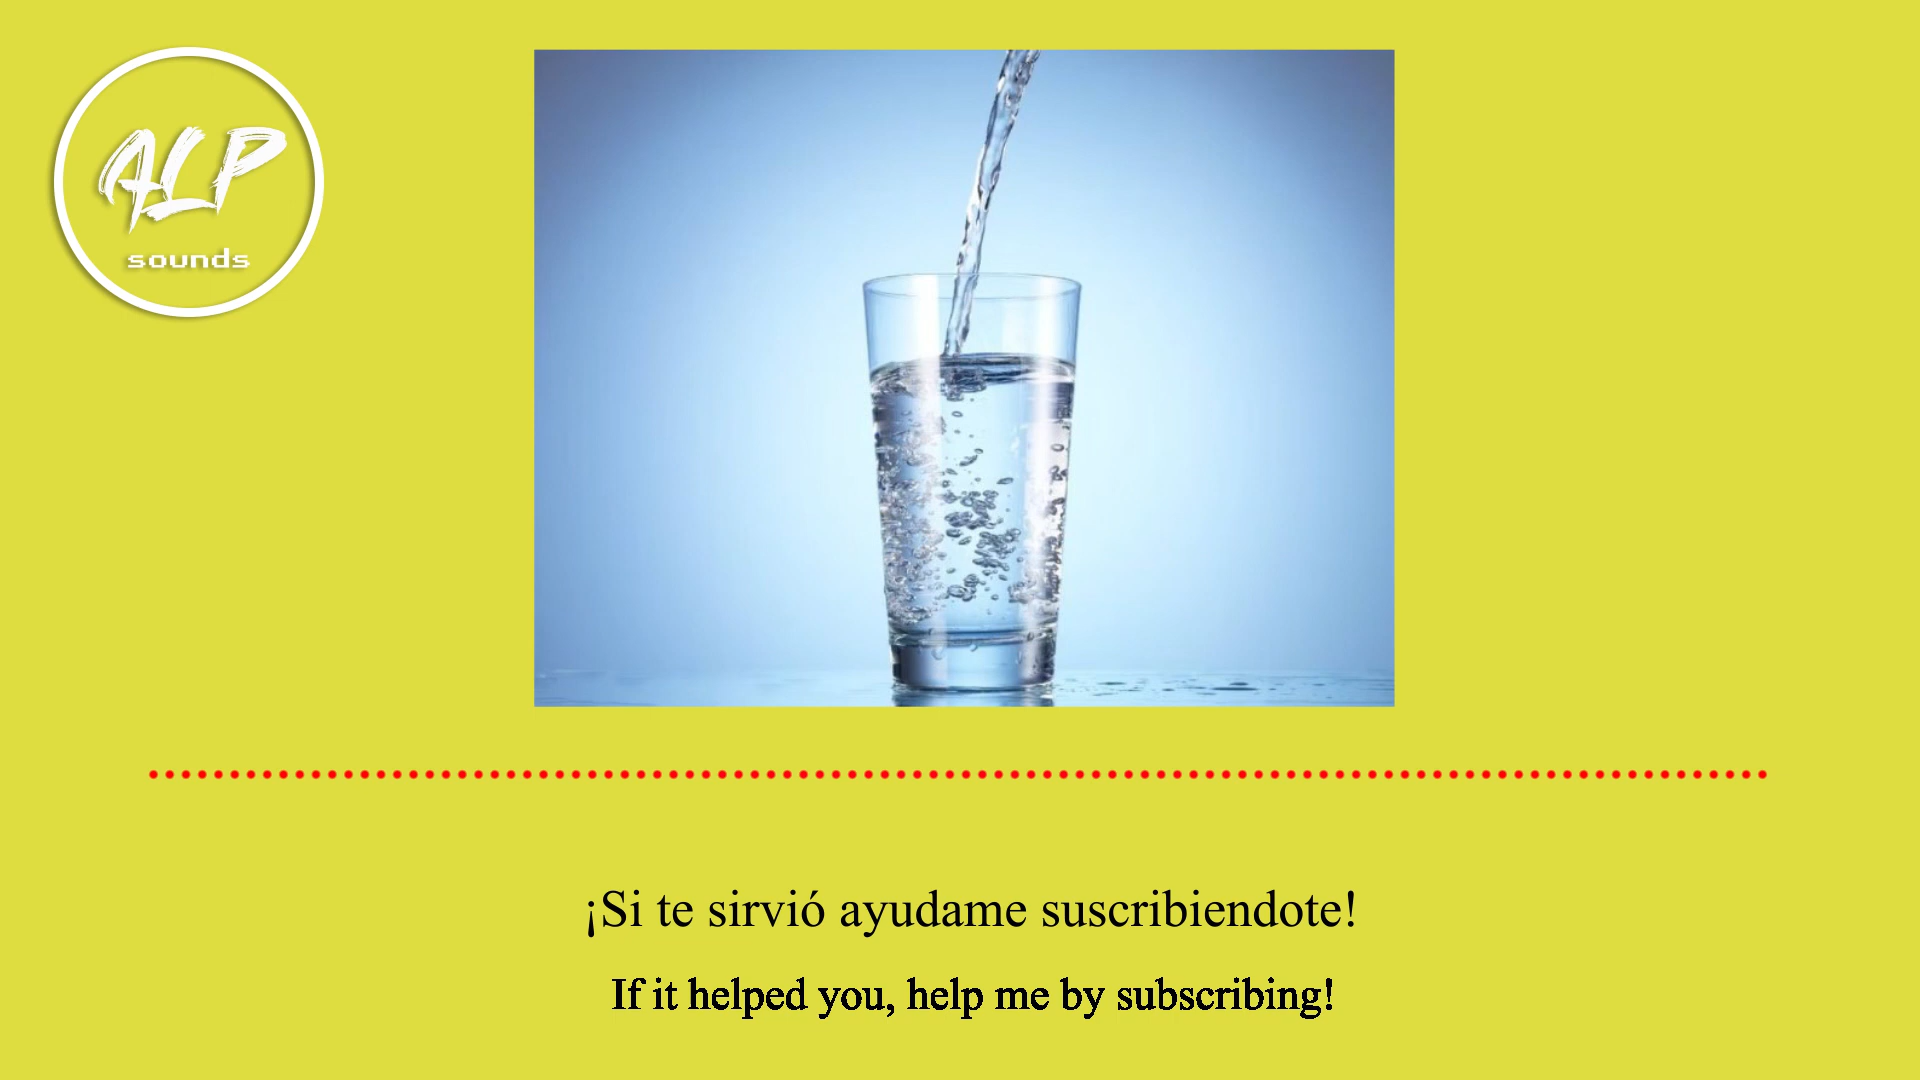 ALP
sounds
¡Si te sirvió ayudame suscribiendote!
If it helped you, help me by subscribing!